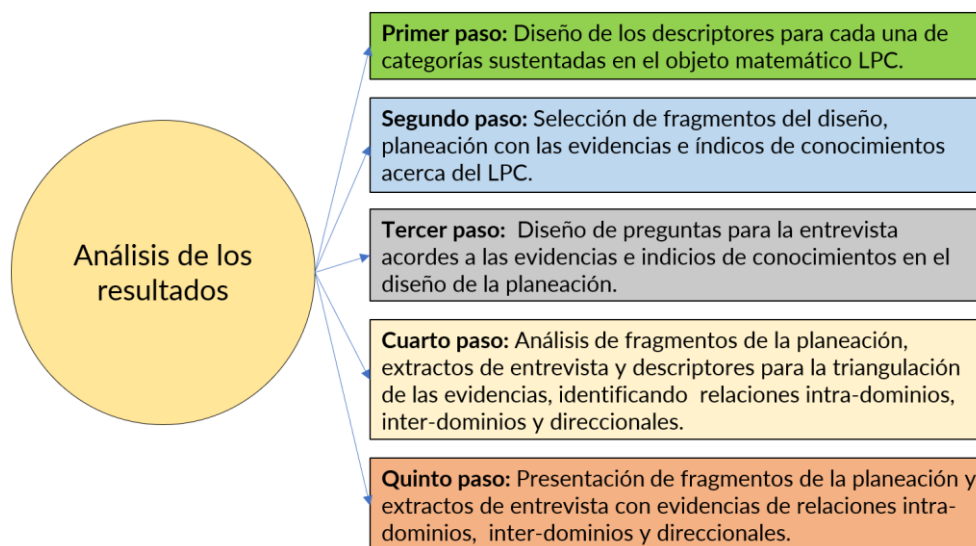 Análisis de los
resultados
Primer paso: Diseño de los descriptores para cada una de
categorías sustentadas en el objeto matemático LPC.
Segundo paso: Selección de fragmentos del diseño,
planeación con las evidencias e índicos de conocimientos
acerca del LPC.
Tercer paso: Diseño de preguntas para la entrevista
acordes a las evidencias e indicios de conocimientos en el
diseño de la planeación.
Cuarto paso: Análisis de fragmentos de la planeación,
extractos de entrevista y descriptores para la triangulación
de las evidencias, identificando relaciones intra-dominios,
inter-dominios y direccionales.
Quinto paso: Presentación de fragmentos de la planeación y
extractos de entrevista con evidencias de relaciones intra-
dominios, inter-dominios y direccionales.